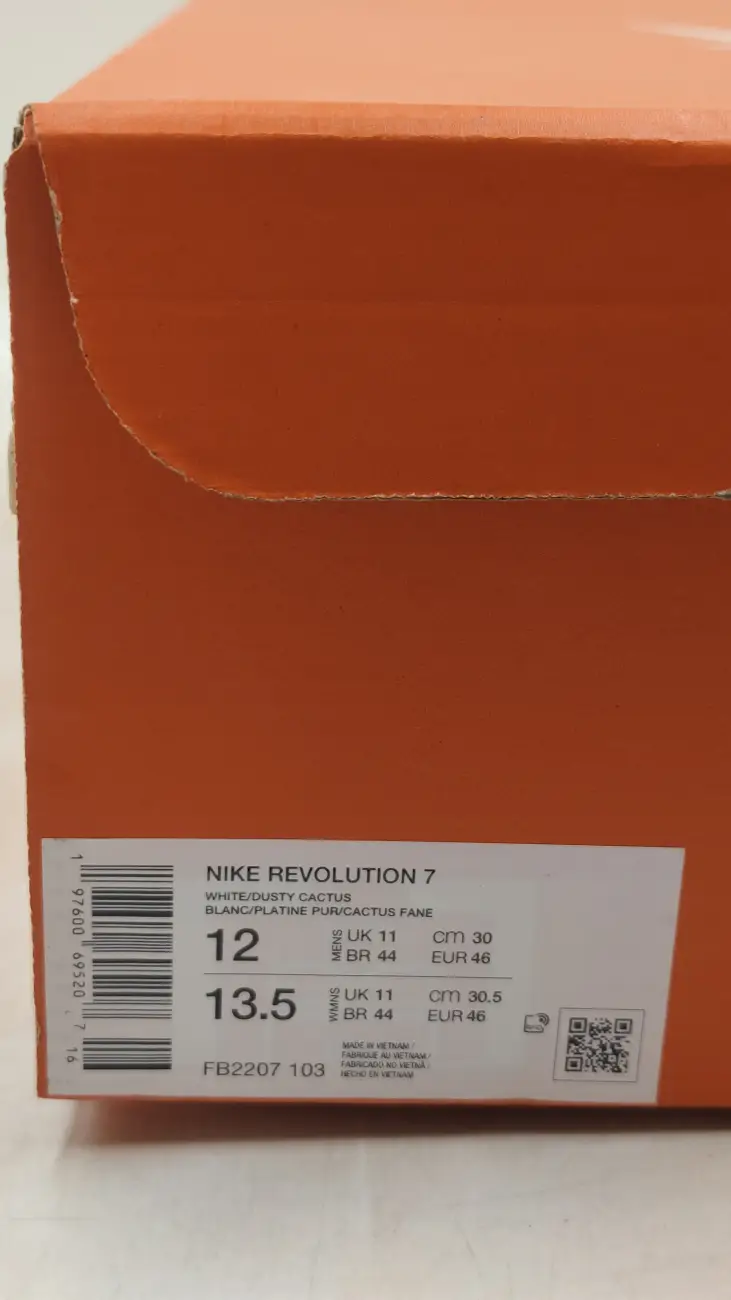 NIKE REVOLUTION 7
WHITE/DUSTY CACTUS
BLANC/PLATINE PUR/CACTUS FANE
12 MENS UK 11 cm 30
BR 44 EUR 46
13.5 WMNS UK 11 cm 30.5
BR 44 EUR 46
FB2207 103
MADE IN VIETNAM /
FABRIQUE AU VIETNAM /
FABRICADO NO VIETNÃ /
HECHO EN VIETNAM
1 97600 69520 7 16